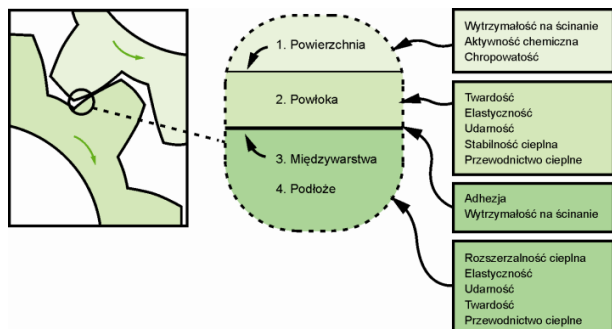 1. Powierzchnia
2. Powłoka
3. Międzywarstwa
4. Podłoże
Wytrzymałość na ścinanie
Aktywność chemiczna
Chropowatość
Twardość
Elastyczność
Udarność
Stabilność cieplna
Przewodnictwo cieplne
Adhezja
Wytrzymałość na ścinanie
Rozszerzalność cieplna
Elastyczność
Udarność
Twardość
Przewodnictwo cieplne